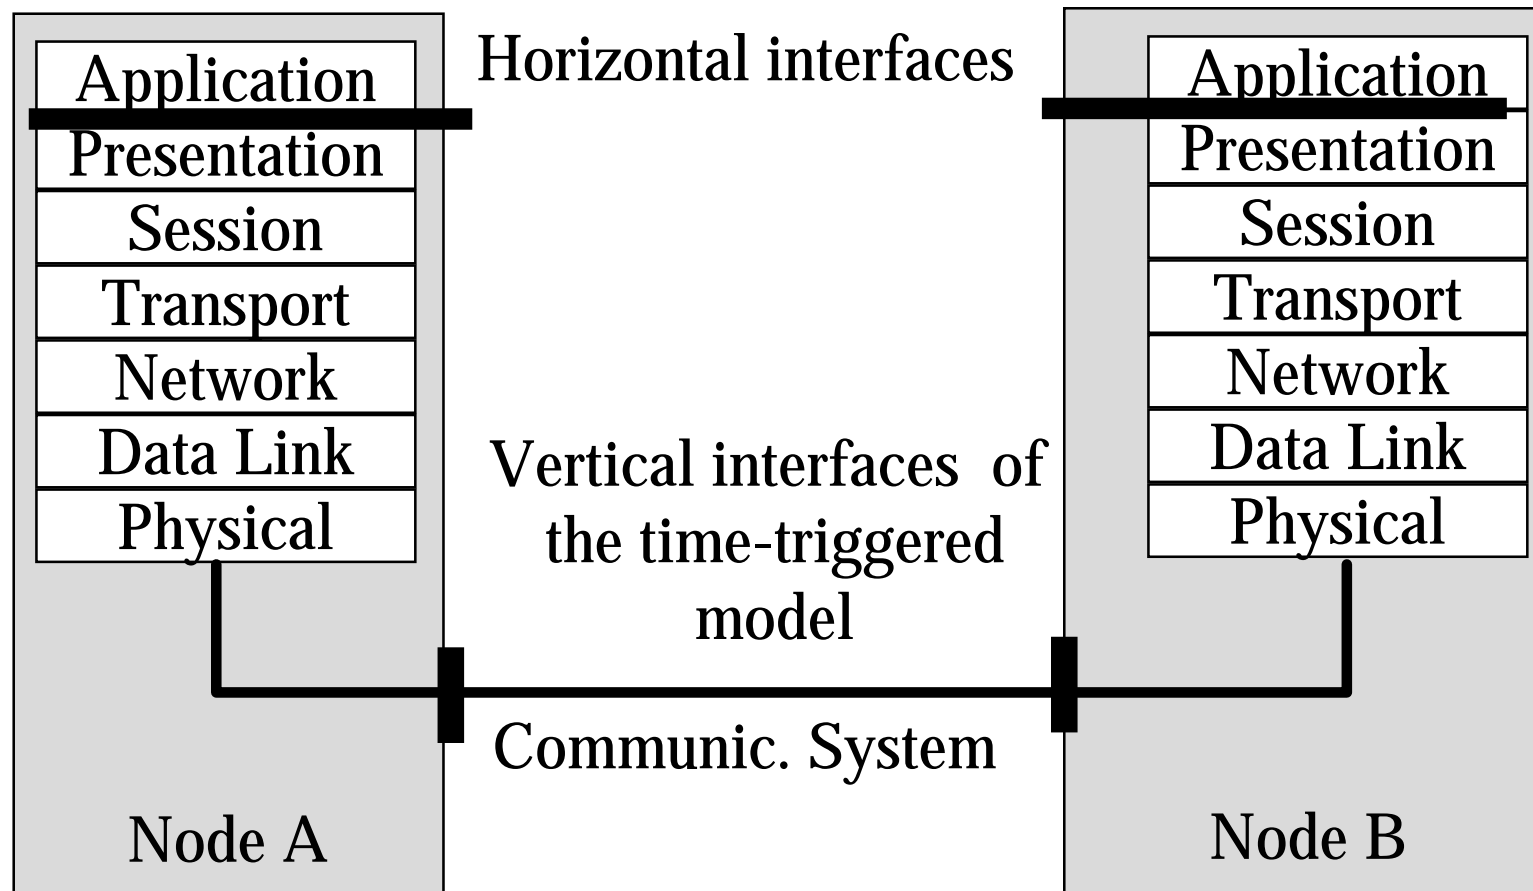 Application
Presentation
Session
Transport
Network
Data Link
Physical
Node A
Horizontal interfaces
Vertical interfaces of
the time-triggered
model
Communic. System
Application
Presentation
Session
Transport
Network
Data Link
Physical
Node B